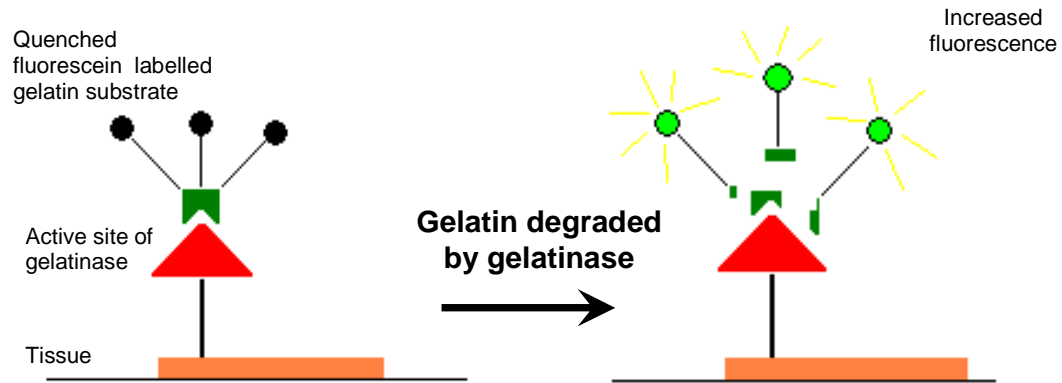 Quenched
fluorescein labelled
gelatin substrate
Active site of
gelatinase
Tissue
Gelatin degraded
by gelatinase
Increased
fluorescence